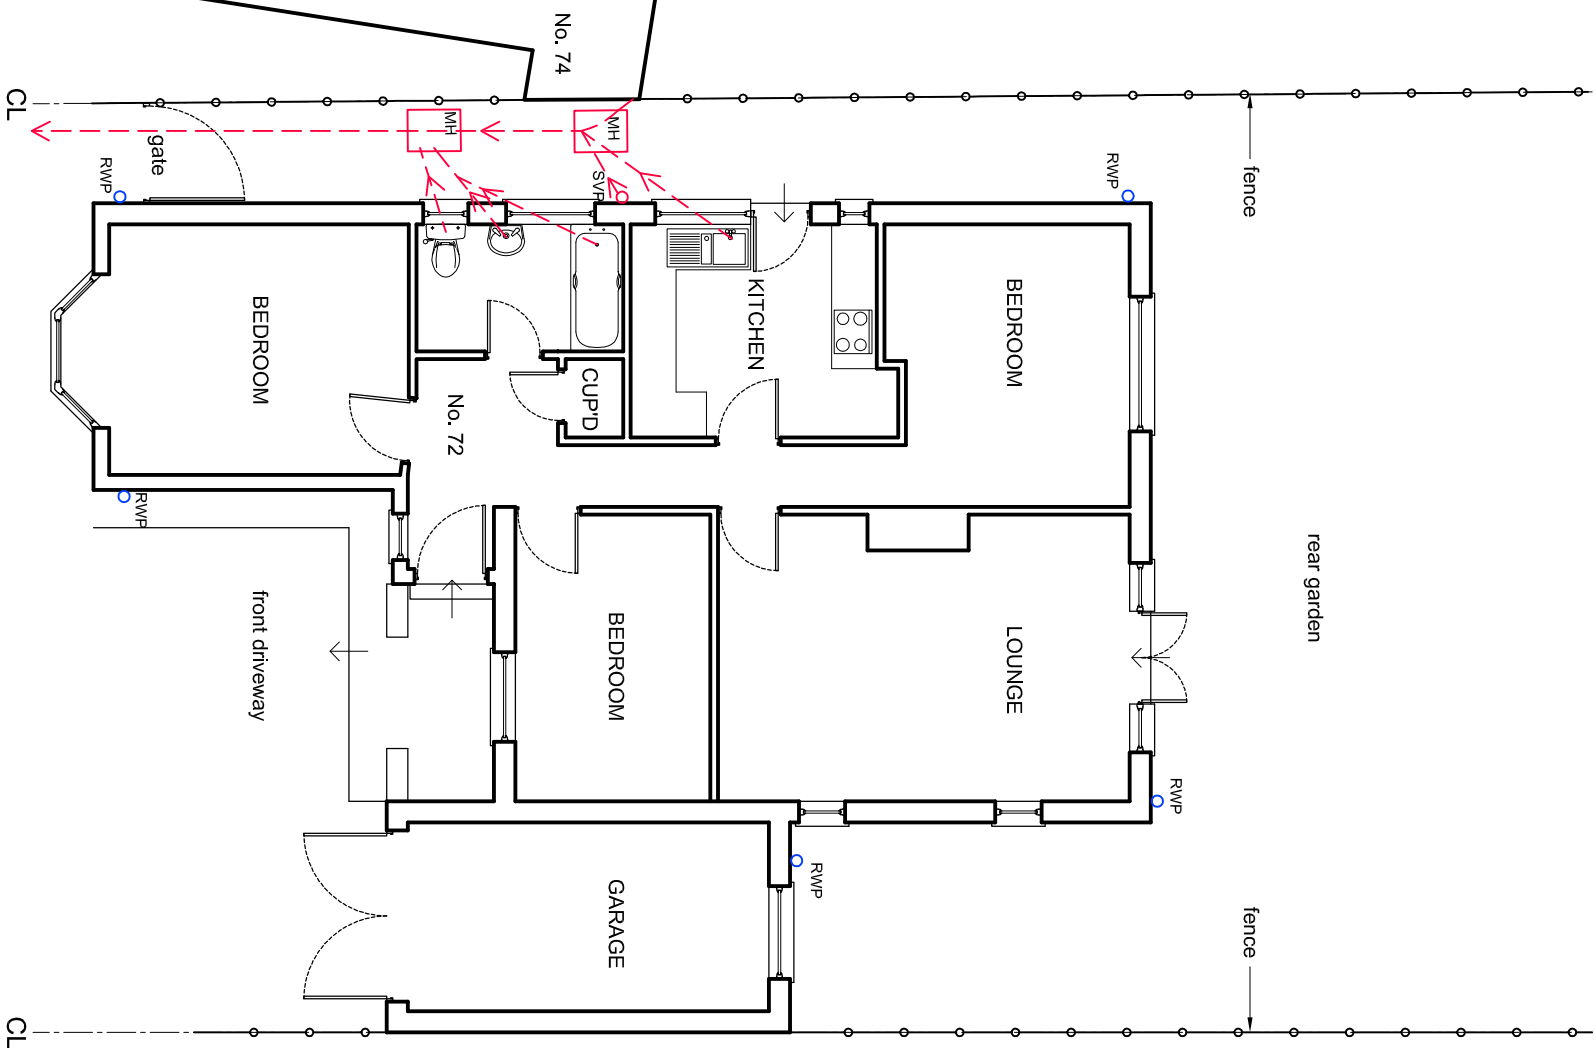 No. 74
CL
gate
RWP
MH
MH
SVP
RWP
fence
BEDROOM
KITCHEN
BEDROOM
CUP'D
No. 72
RWP
front driveway
BEDROOM
LOUNGE
rear garden
RWP
RWP
GARAGE
fence
CL